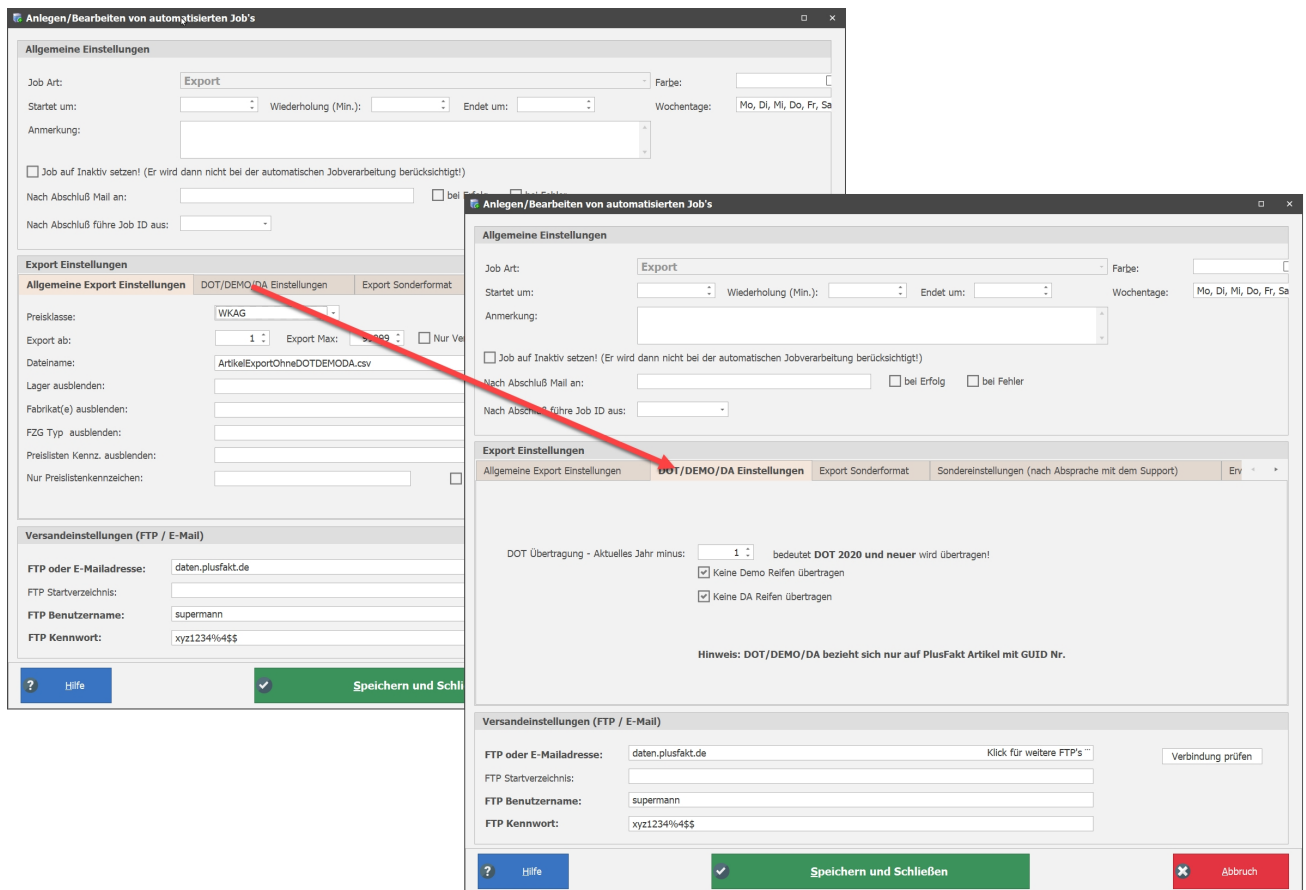 Anlegen/Bearbeiten von automatisierten Job's
Allgemeine Einstellungen
Job Art: Export Farbe:
Startet um: Wiederholung (Min.): Endet um: Wochentage: Mo, Di, Mi, Do, Fr, Sa
Anmerkung:
Job auf Inaktiv setzen! (Er wird dann nicht bei der automatischen Jobverarbeitung berücksichtigt!)
Nach Abschluß Mail an: bei
Nach Abschluß führe Job ID aus:
Export Einstellungen
Allgemeine Export Einstellungen DOT/DEMO/DA Einstellungen Export Sonderformat
Preisklasse: WKAG
Export ab: 1 Export Max: Nur Ve
Dateiname: ArtikelExportOhneDOTDEMODA.csv
Lager ausblenden:
Fabrikat(e) ausblenden:
FZG Typ ausblenden:
Preislisten Kennz. ausblenden:
Nur Preislistenkennzeichen:
Versandeinstellungen (FTP / E-Mail)
FTP oder E-Mailadresse: daten.plusfakt.de
FTP Startverzeichnis:
FTP Benutzername: supermann
FTP Kennwort: xyz1234%4$$
? Hilfe Speichern und Schli
Anlegen/Bearbeiten von automatisierten Job's
Allgemeine Einstellungen
Job Art: Export Farbe:
Startet um: Wiederholung (Min.): Endet um: Wochentage: Mo, Di, Mi, Do, Fr, Sa
Anmerkung:
Job auf Inaktiv setzen! (Er wird dann nicht bei der automatischen Jobverarbeitung berücksichtigt!)
Nach Abschluß Mail an: bei Erfolg bei Fehler
Nach Abschluß führe Job ID aus:
Export Einstellungen
Allgemeine Export Einstellungen DOT/DEMO/DA Einstellungen Export Sonderformat Sondereinstellungen (nach Absprache mit dem Support) Erv
DOT Übertragung - Aktuelles Jahr minus: 1 bedeutet DOT 2020 und neuer wird übertragen!
Keine Demo Reifen übertragen
Keine DA Reifen übertragen
Hinweis: DOT/DEMO/DA bezieht sich nur auf PlusFakt Artikel mit GUID Nr.
Versandeinstellungen (FTP / E-Mail)
FTP oder E-Mailadresse: daten.plusfakt.de Klick für weitere FTP's Verbindung prüfen
FTP Startverzeichnis:
FTP Benutzername: supermann
FTP Kennwort: xyz1234%4$$
? Hilfe Speichern und Schließen Abbruch